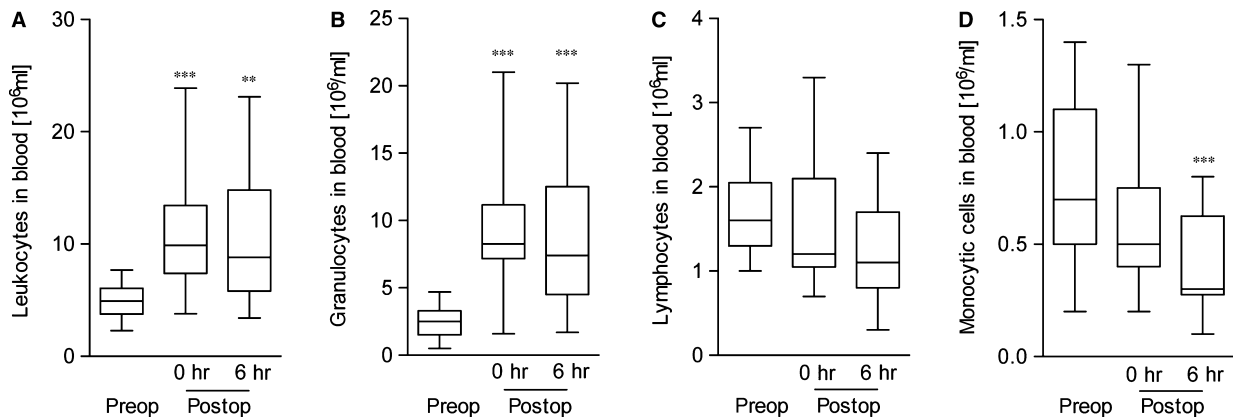 A
Leukocytes in blood [10⁶ml]
30
20
10
0
***
**
0 hr 6 hr
Preop Postop
B
Granulocytes in blood [10⁶/ml]
25
20
15
10
5
0
***
***
0 hr 6 hr
Preop Postop
C
Lymphocytes in blood [10⁶ml]
4
3
2
1
0
0 hr 6 hr
Preop Postop
D
Monocytic cells in blood [10⁶/ml]
1.5
1.0
0.5
0.0
***
0 hr 6 hr
Preop Postop